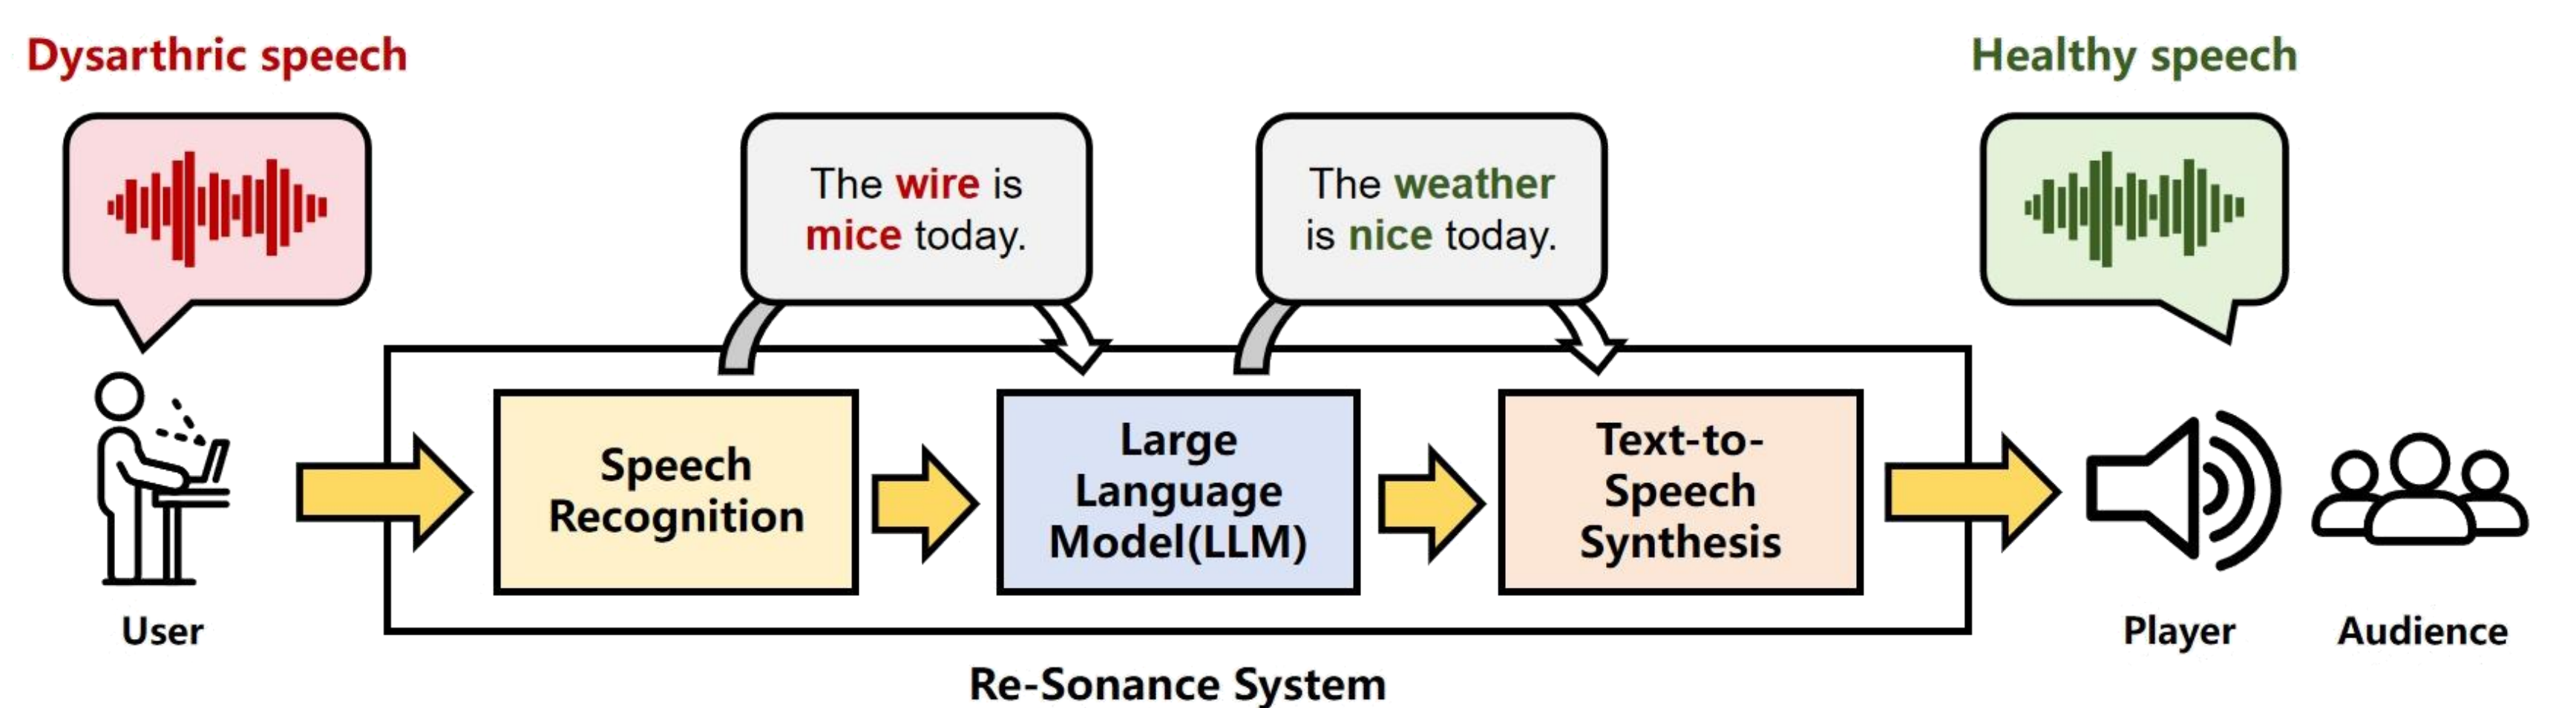 Dysarthric speech
Healthy speech
The wire is
mice today.
The weather
is nice today.
Speech
Recognition
Large
Language
Model(LLM)
Text-to-
Speech
Synthesis
User
Player
Audience
Re-Sonance System